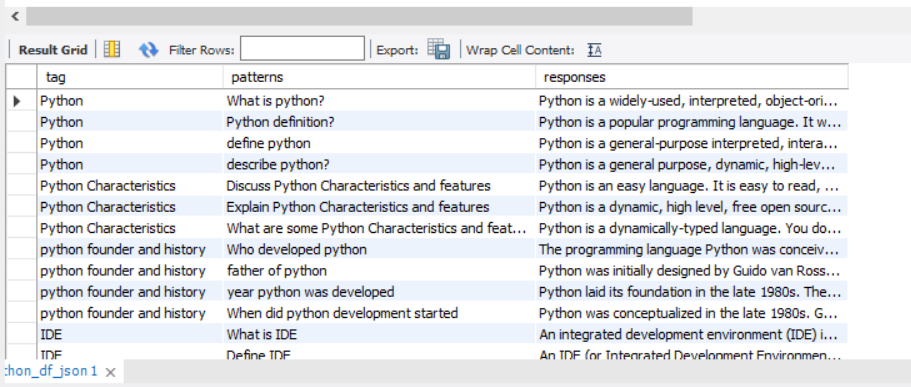 Result Grid Filter Rows: Export: Wrap Cell Content: IA
tag patterns responses
Python What is python? Python is a widely-used, interpreted, object-ori...
Python Python definition? Python is a popular programming language. It w...
Python define python Python is a general-purpose interpreted, intera...
Python describe python? Python is a general purpose, dynamic, high-lev...
Python Characteristics Discuss Python Characteristics and features Python is an easy language. It is easy to read, ...
Python Characteristics Explain Python Characteristics and features Python is a dynamic, high level, free open sourc...
Python Characteristics What are some Python Characteristics and feat... Python is a dynamically-typed language. You do...
python founder and history Who developed python The programming language Python was conceiv...
python founder and history father of python Python was initially designed by Guido van Ross...
python founder and history year python was developed Python laid its foundation in the late 1980s. The...
python founder and history When did python development started Python was conceptualized in the late 1980s. G...
IDE What is IDE An integrated development environment (IDE) i...
IDE Define IDE An IDE (or Integrated Development Environmen...
thon_df_json 1